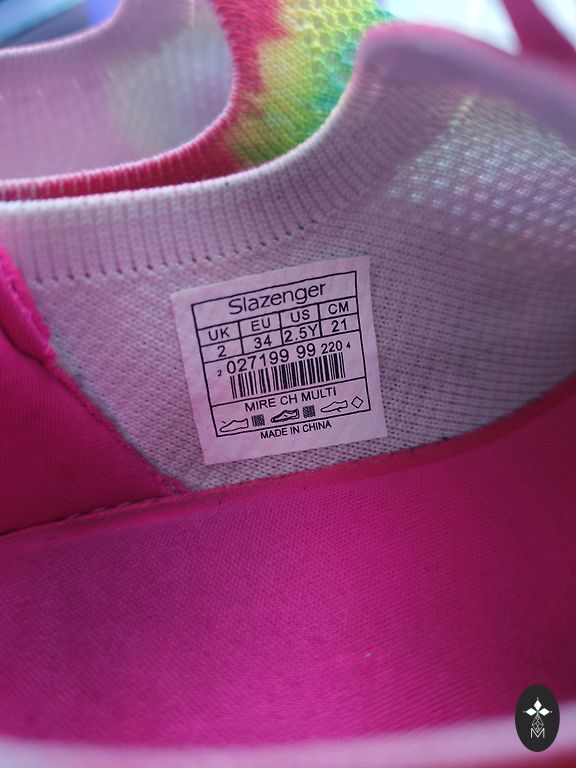 Slazenger
UK EU US CM
2 34 2.5Y 21
2 027199 99 220 4
MIRE CH MULTI
MADE IN CHINA
M